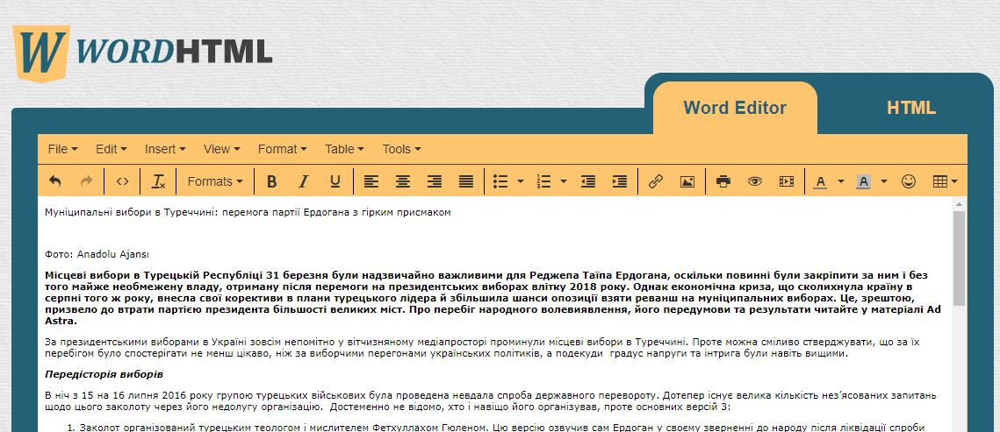 W WORDHTML
Word Editor
HTML
File Edit Insert View Format Table Tools
Formats B I U A A
Муніципальні вибори в Туреччині: перемога партії Ердогана з гірким присмаком
Фото: Anadolu Ajansı
Місцеві вибори в Турецькій Республіці 31 березня були надзвичайно важливими для Реджепа Таїпа Ердогана, оскільки повинні були закріпити за ним і без
того майже необмежену владу, отриману після перемоги на президентських виборах влітку 2018 року. Однак економічна криза, що сколихнула країну в
серпні того ж року, внесла свої корективи в плани турецького лідера й збільшила шанси опозиції взяти реванш на муніципальних виборах. Це, зрештою,
призвело до втрати партією президента більшості великих міст. Про перебіг народного волевиявлення, його передумови та результати читайте у матеріалі Ad
Astra.
За президентськими виборами в Україні зовсім непомітно у вітчизняному медіапросторі проминули місцеві вибори в Туреччині. Проте можна сміливо стверджувати, що за їх
перебігом було спостерігати не менш цікаво, ніж за виборчими перегонами українських політиків, а подекуди градус напруги та інтрига були навіть вищими.
Передісторія виборів
В ніч з 15 на 16 липня 2016 року групою турецьких військових була проведена невдала спроба державного перевороту. Дотепер існує велика кількість нез’ясованих запитань
щодо цього заколоту через його недолугу організацію. Достеменно не відомо, хто і навіщо його організував, проте основних версій 3:
1. Заколот організований турецьким теологом і мислителем Фетхуллахом Гюленом. Цю версію озвучив сам Ердоган у своєму зверненні до народу після ліквідації спроби